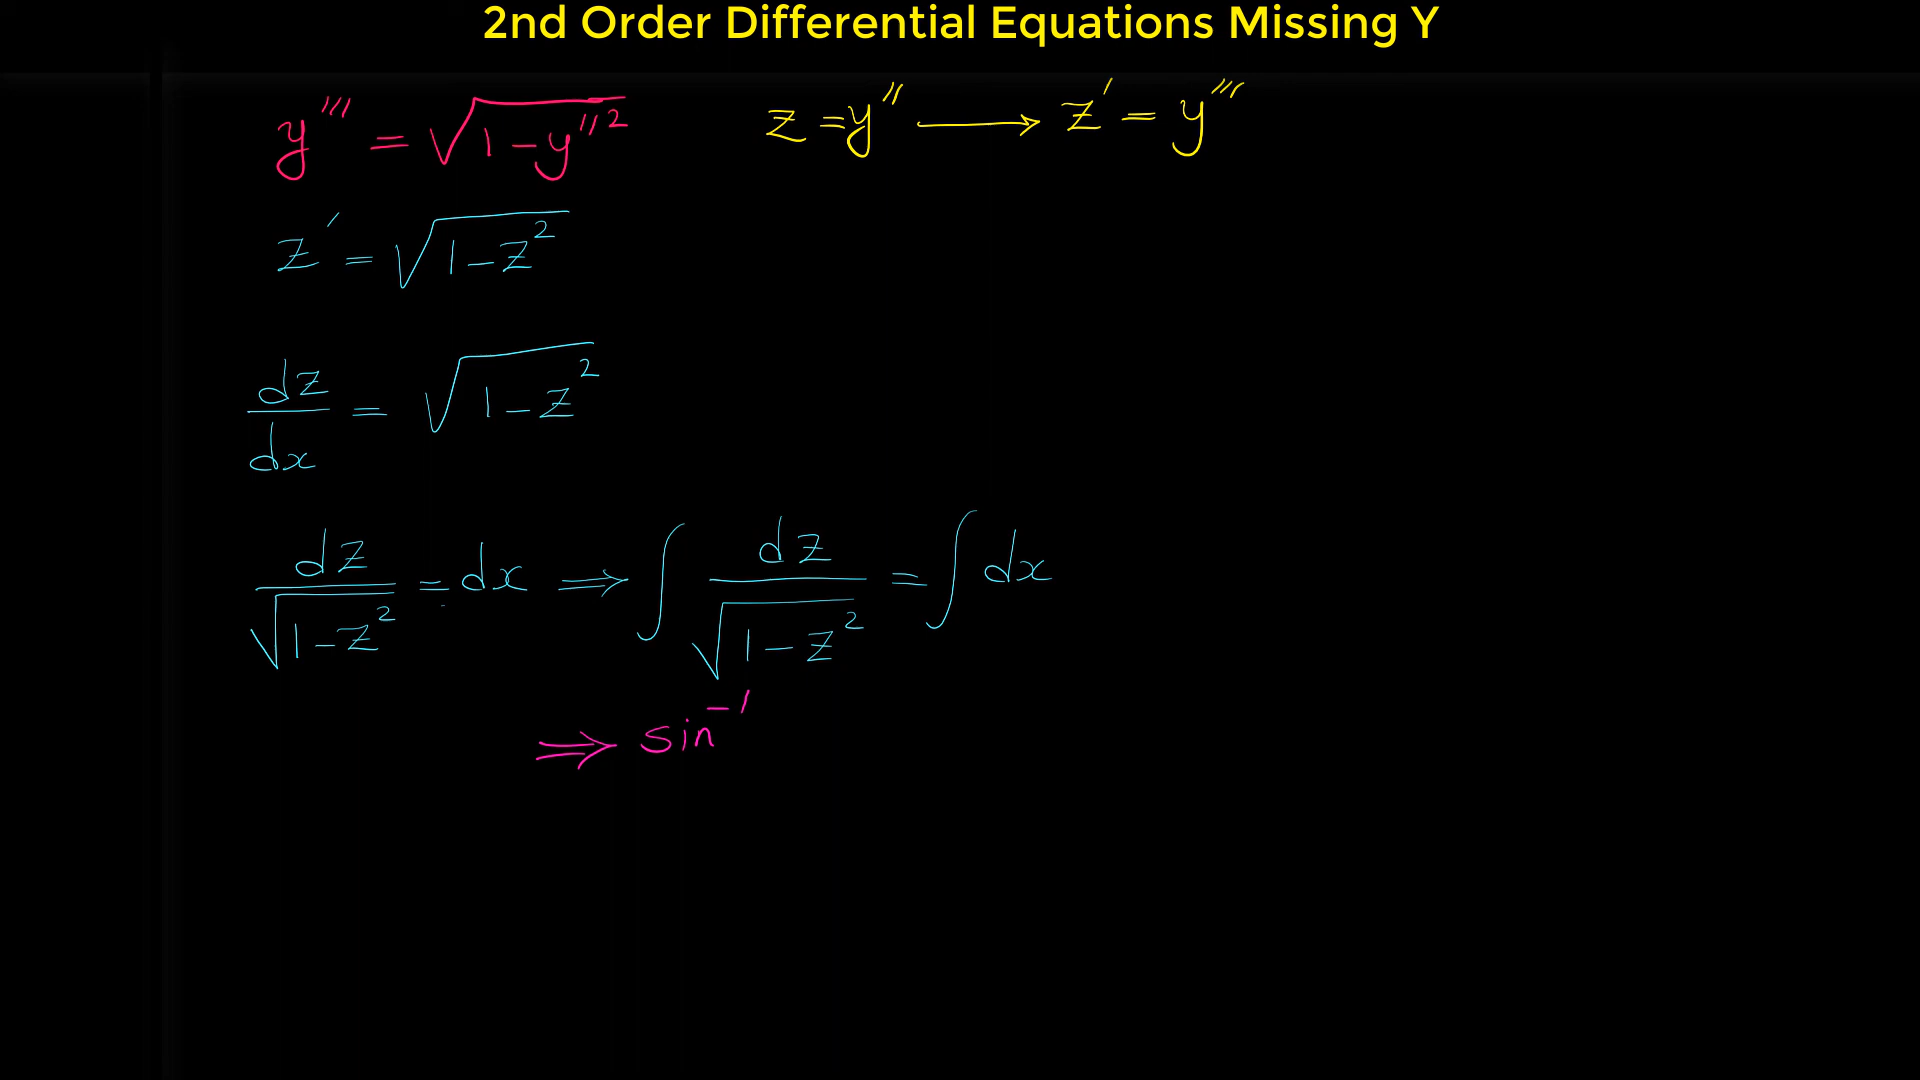 2nd Order Differential Equations Missing Y
y''' = √(1 - y''²) z = y'' ⟶ z' = y'''
z' = √(1 - z²)
dz/dx = √(1 - z²)
dz/√(1 - z²) = dx ⇒ ∫ dz/√(1 - z²) = ∫ dx
⇒ sin⁻¹